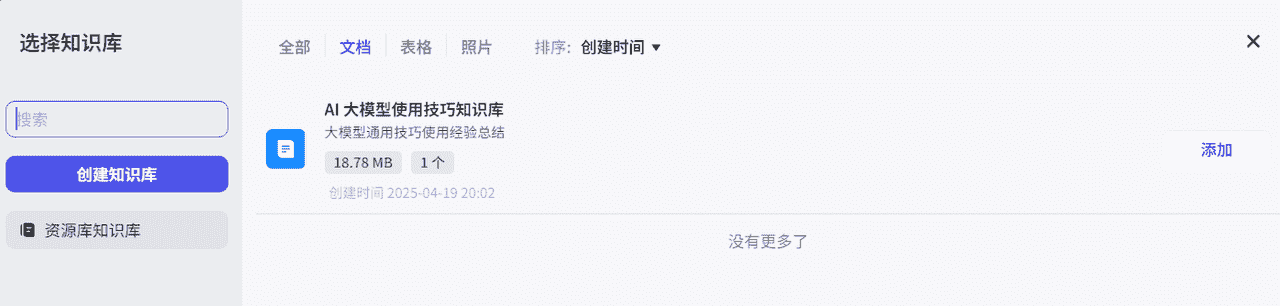 选择知识库
搜索
创建知识库
资源库知识库
全部 文档 表格 照片 排序: 创建时间
AI 大模型使用技巧知识库
大模型通用技巧使用经验总结
18.78 MB 1 个
创建时间 2025-04-19 20:02
添加
没有更多了